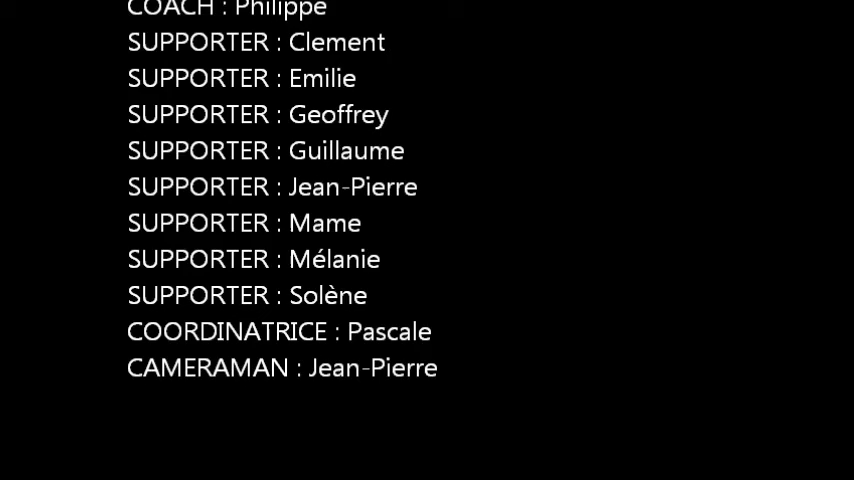 COACH : Philippe
SUPPORTER : Clement
SUPPORTER : Emilie
SUPPORTER : Geoffrey
SUPPORTER : Guillaume
SUPPORTER : Jean-Pierre
SUPPORTER : Mame
SUPPORTER : Mélanie
SUPPORTER : Solène
COORDINATRICE : Pascale
CAMERAMAN : Jean-Pierre